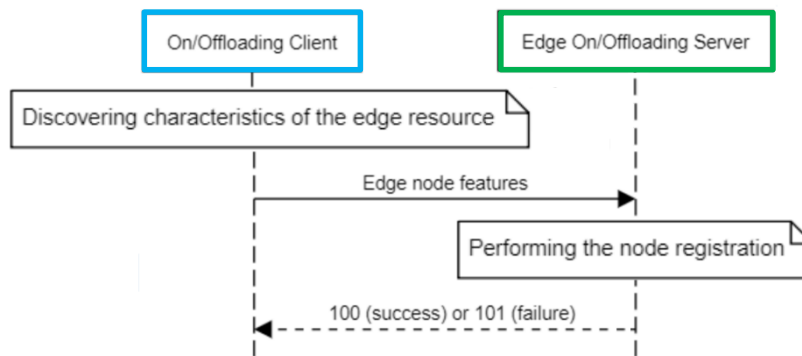 On/Offloading Client
Edge On/Offloading Server
Discovering characteristics of the edge resource
Edge node features
Performing the node registration
100 (success) or 101 (failure)